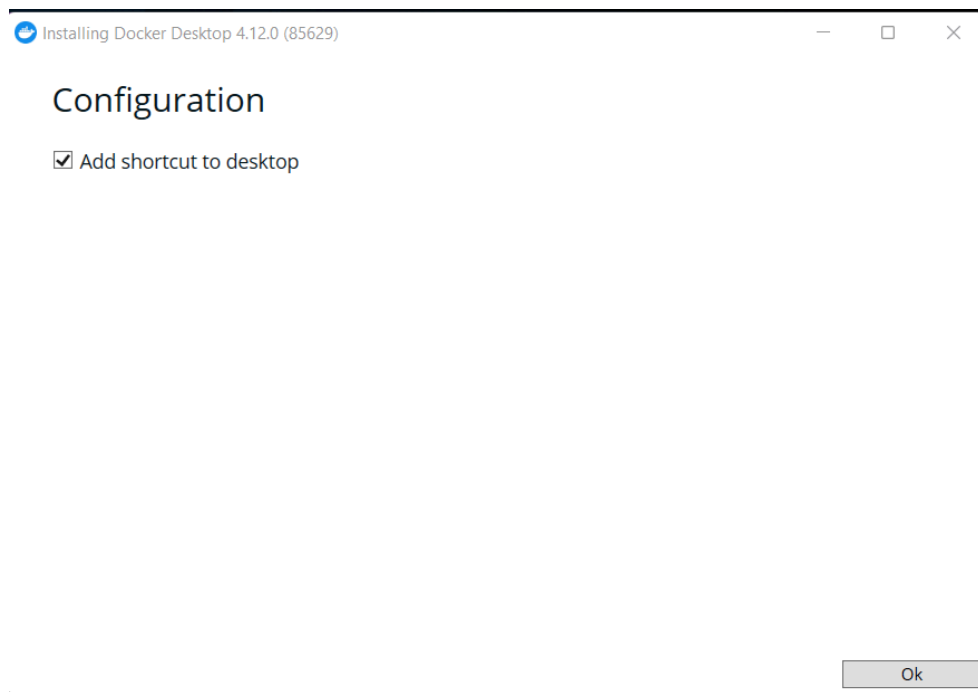 Installing Docker Desktop 4.12.0 (85629)
Configuration
Add shortcut to desktop
Ok